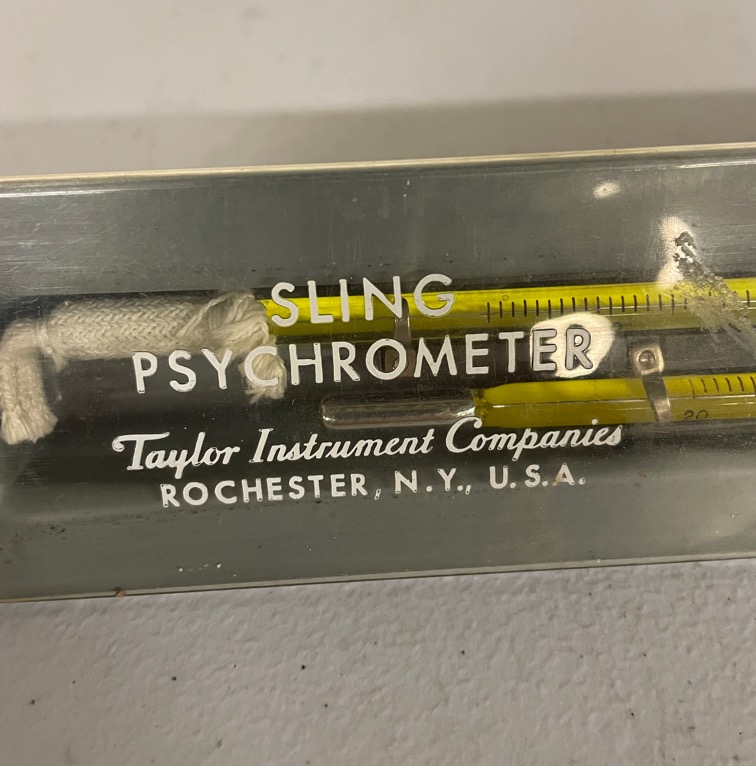 SLING
PSYCHROMETER
20
Taylor Instrument Companies
ROCHESTER, N.Y., U.S.A.